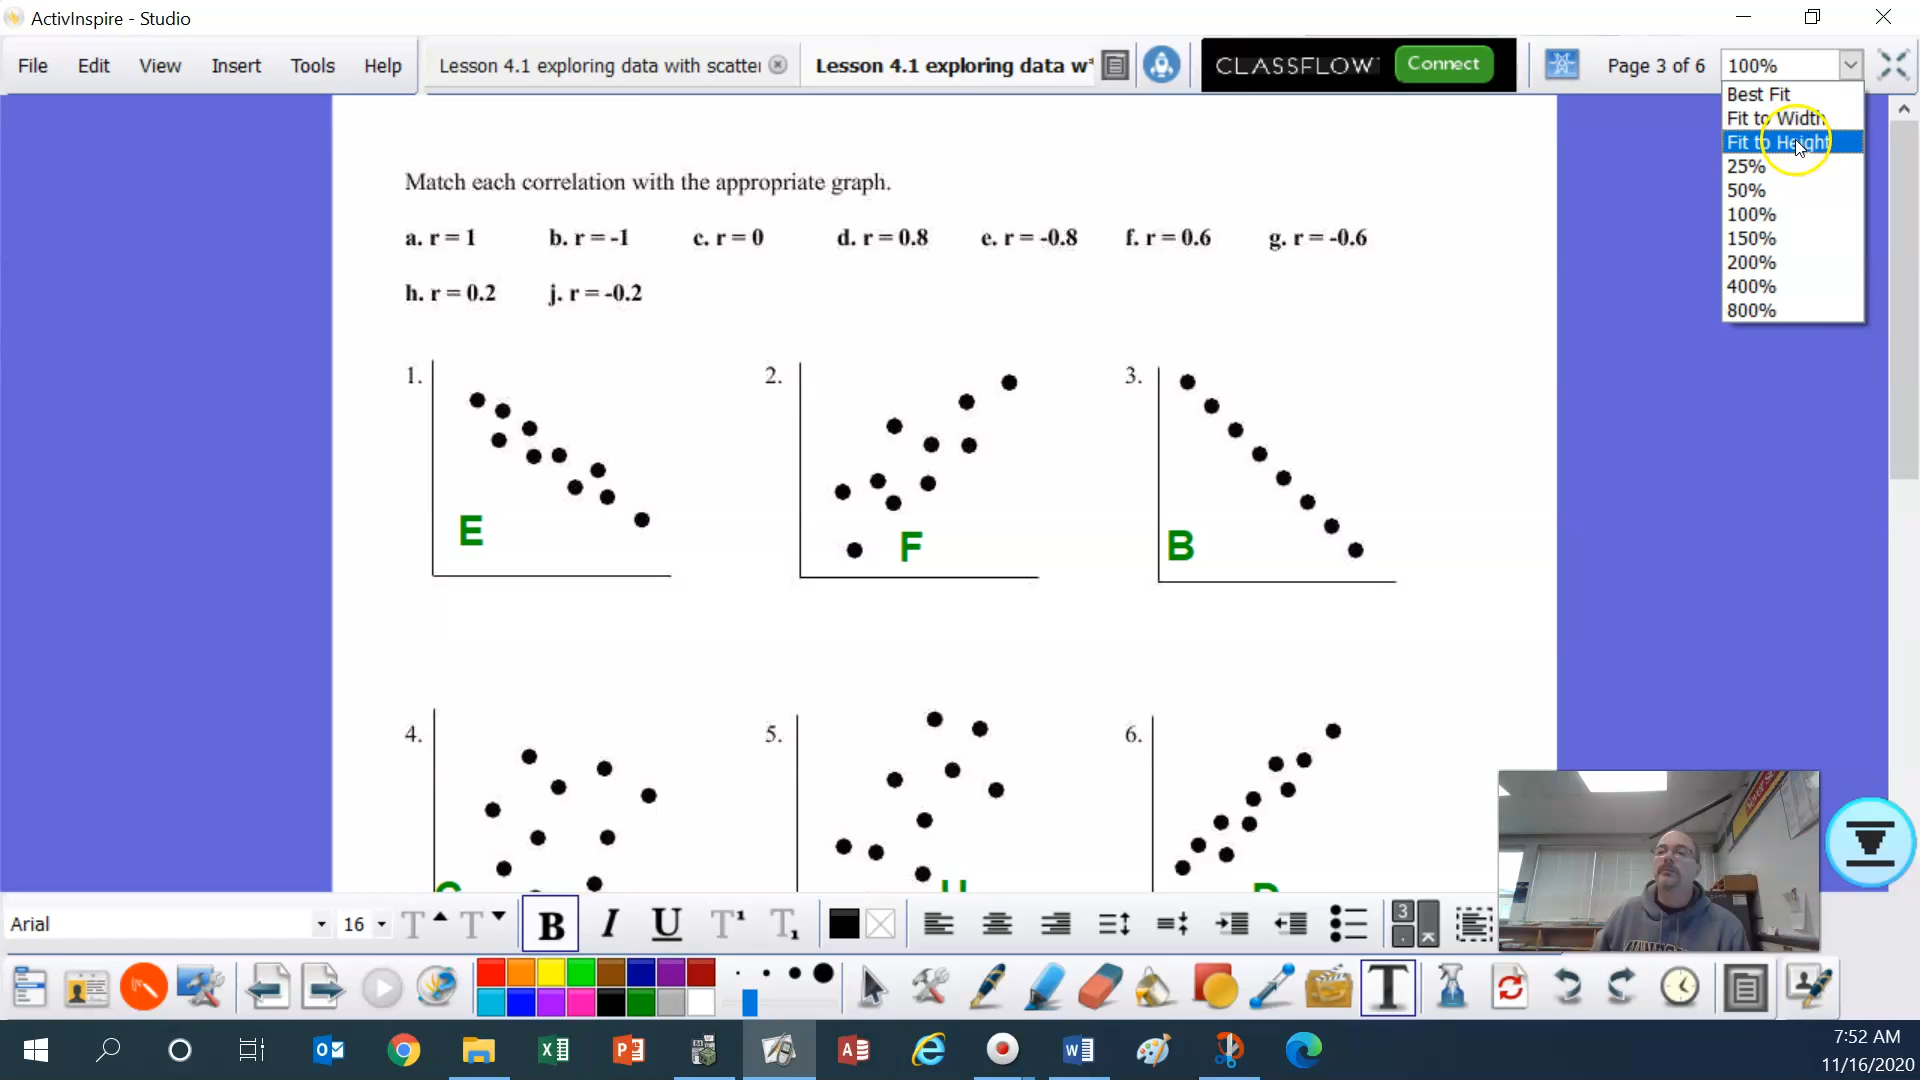 ActivInspire - Studio
File Edit View Insert Tools Help
Lesson 4.1 exploring data with scatter
Lesson 4.1 exploring data w*
CLASSFLOW Connect
Page 3 of 6
100%
Best Fit
Fit to Width
Fit to Height
25%
50%
100%
150%
200%
400%
800%
Match each correlation with the appropriate graph.
a. r = 1 b. r = -1 c. r = 0 d. r = 0.8 e. r = -0.8 f. r = 0.6 g. r = -0.6
h. r = 0.2 j. r = -0.2
1. 2. 3.
E F B
4. 5. 6.
Arial 16
B I U T¹ T₁
T
7:52 AM
11/16/2020